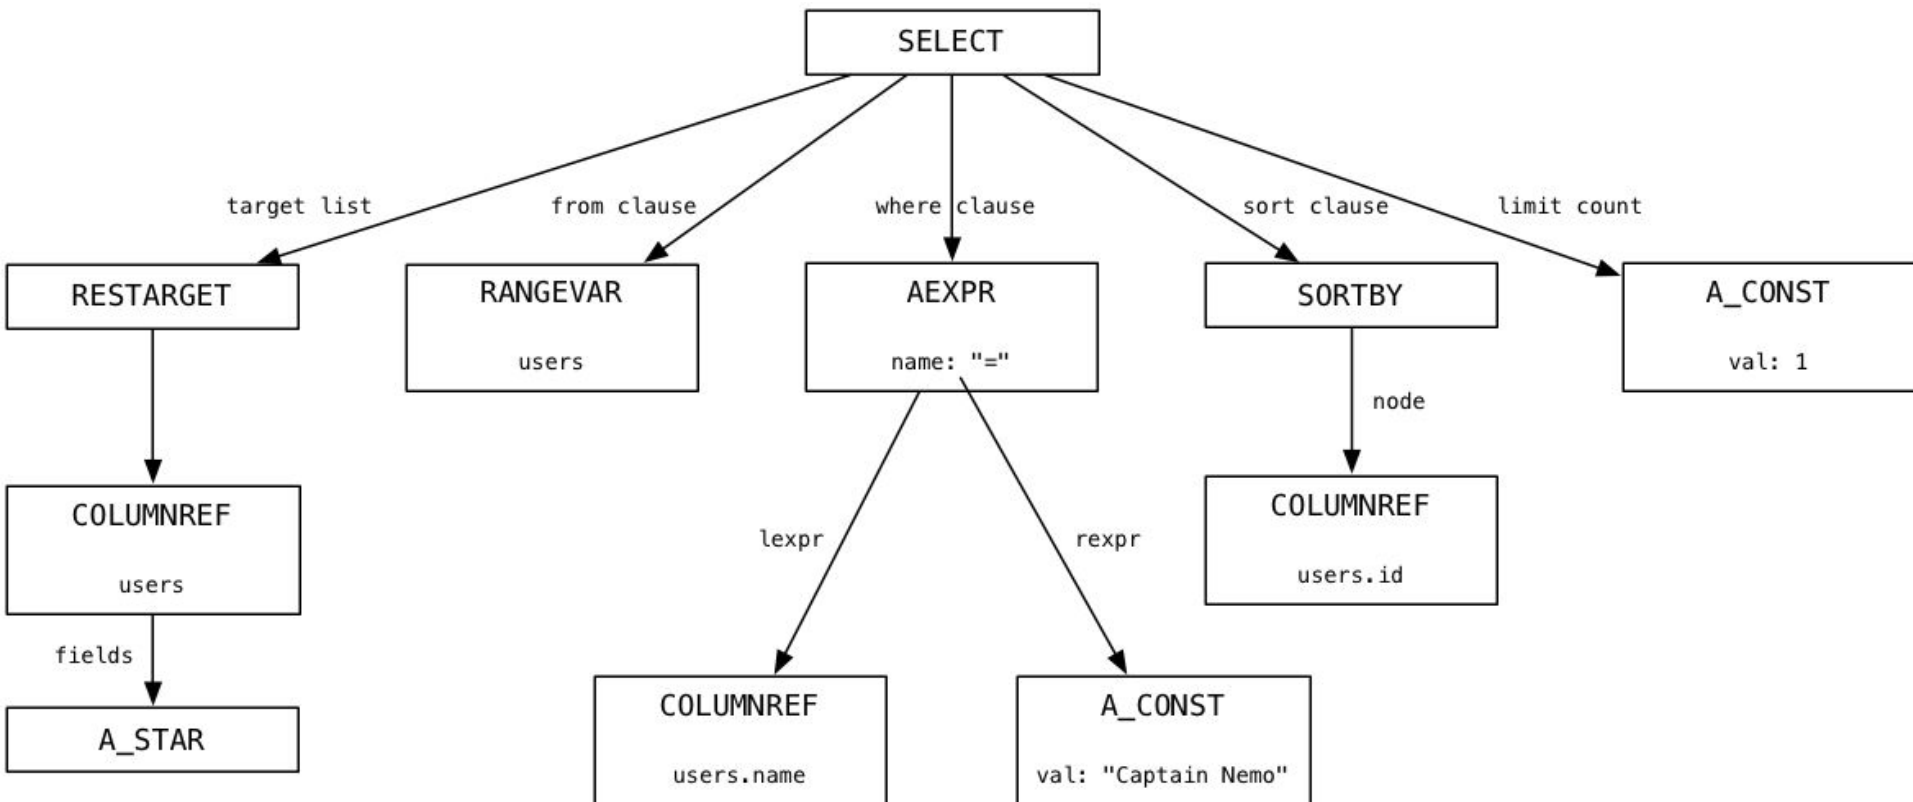 SELECT
target list
from clause
where clause
sort clause
limit count
RESTARGET
RANGEVAR
users
AEXPR
name: "="
SORTBY
A_CONST
val: 1
node
COLUMNREF
users
lexpr
rexpr
COLUMNREF
users.id
fields
A_STAR
COLUMNREF
users.name
A_CONST
val: "Captain Nemo"